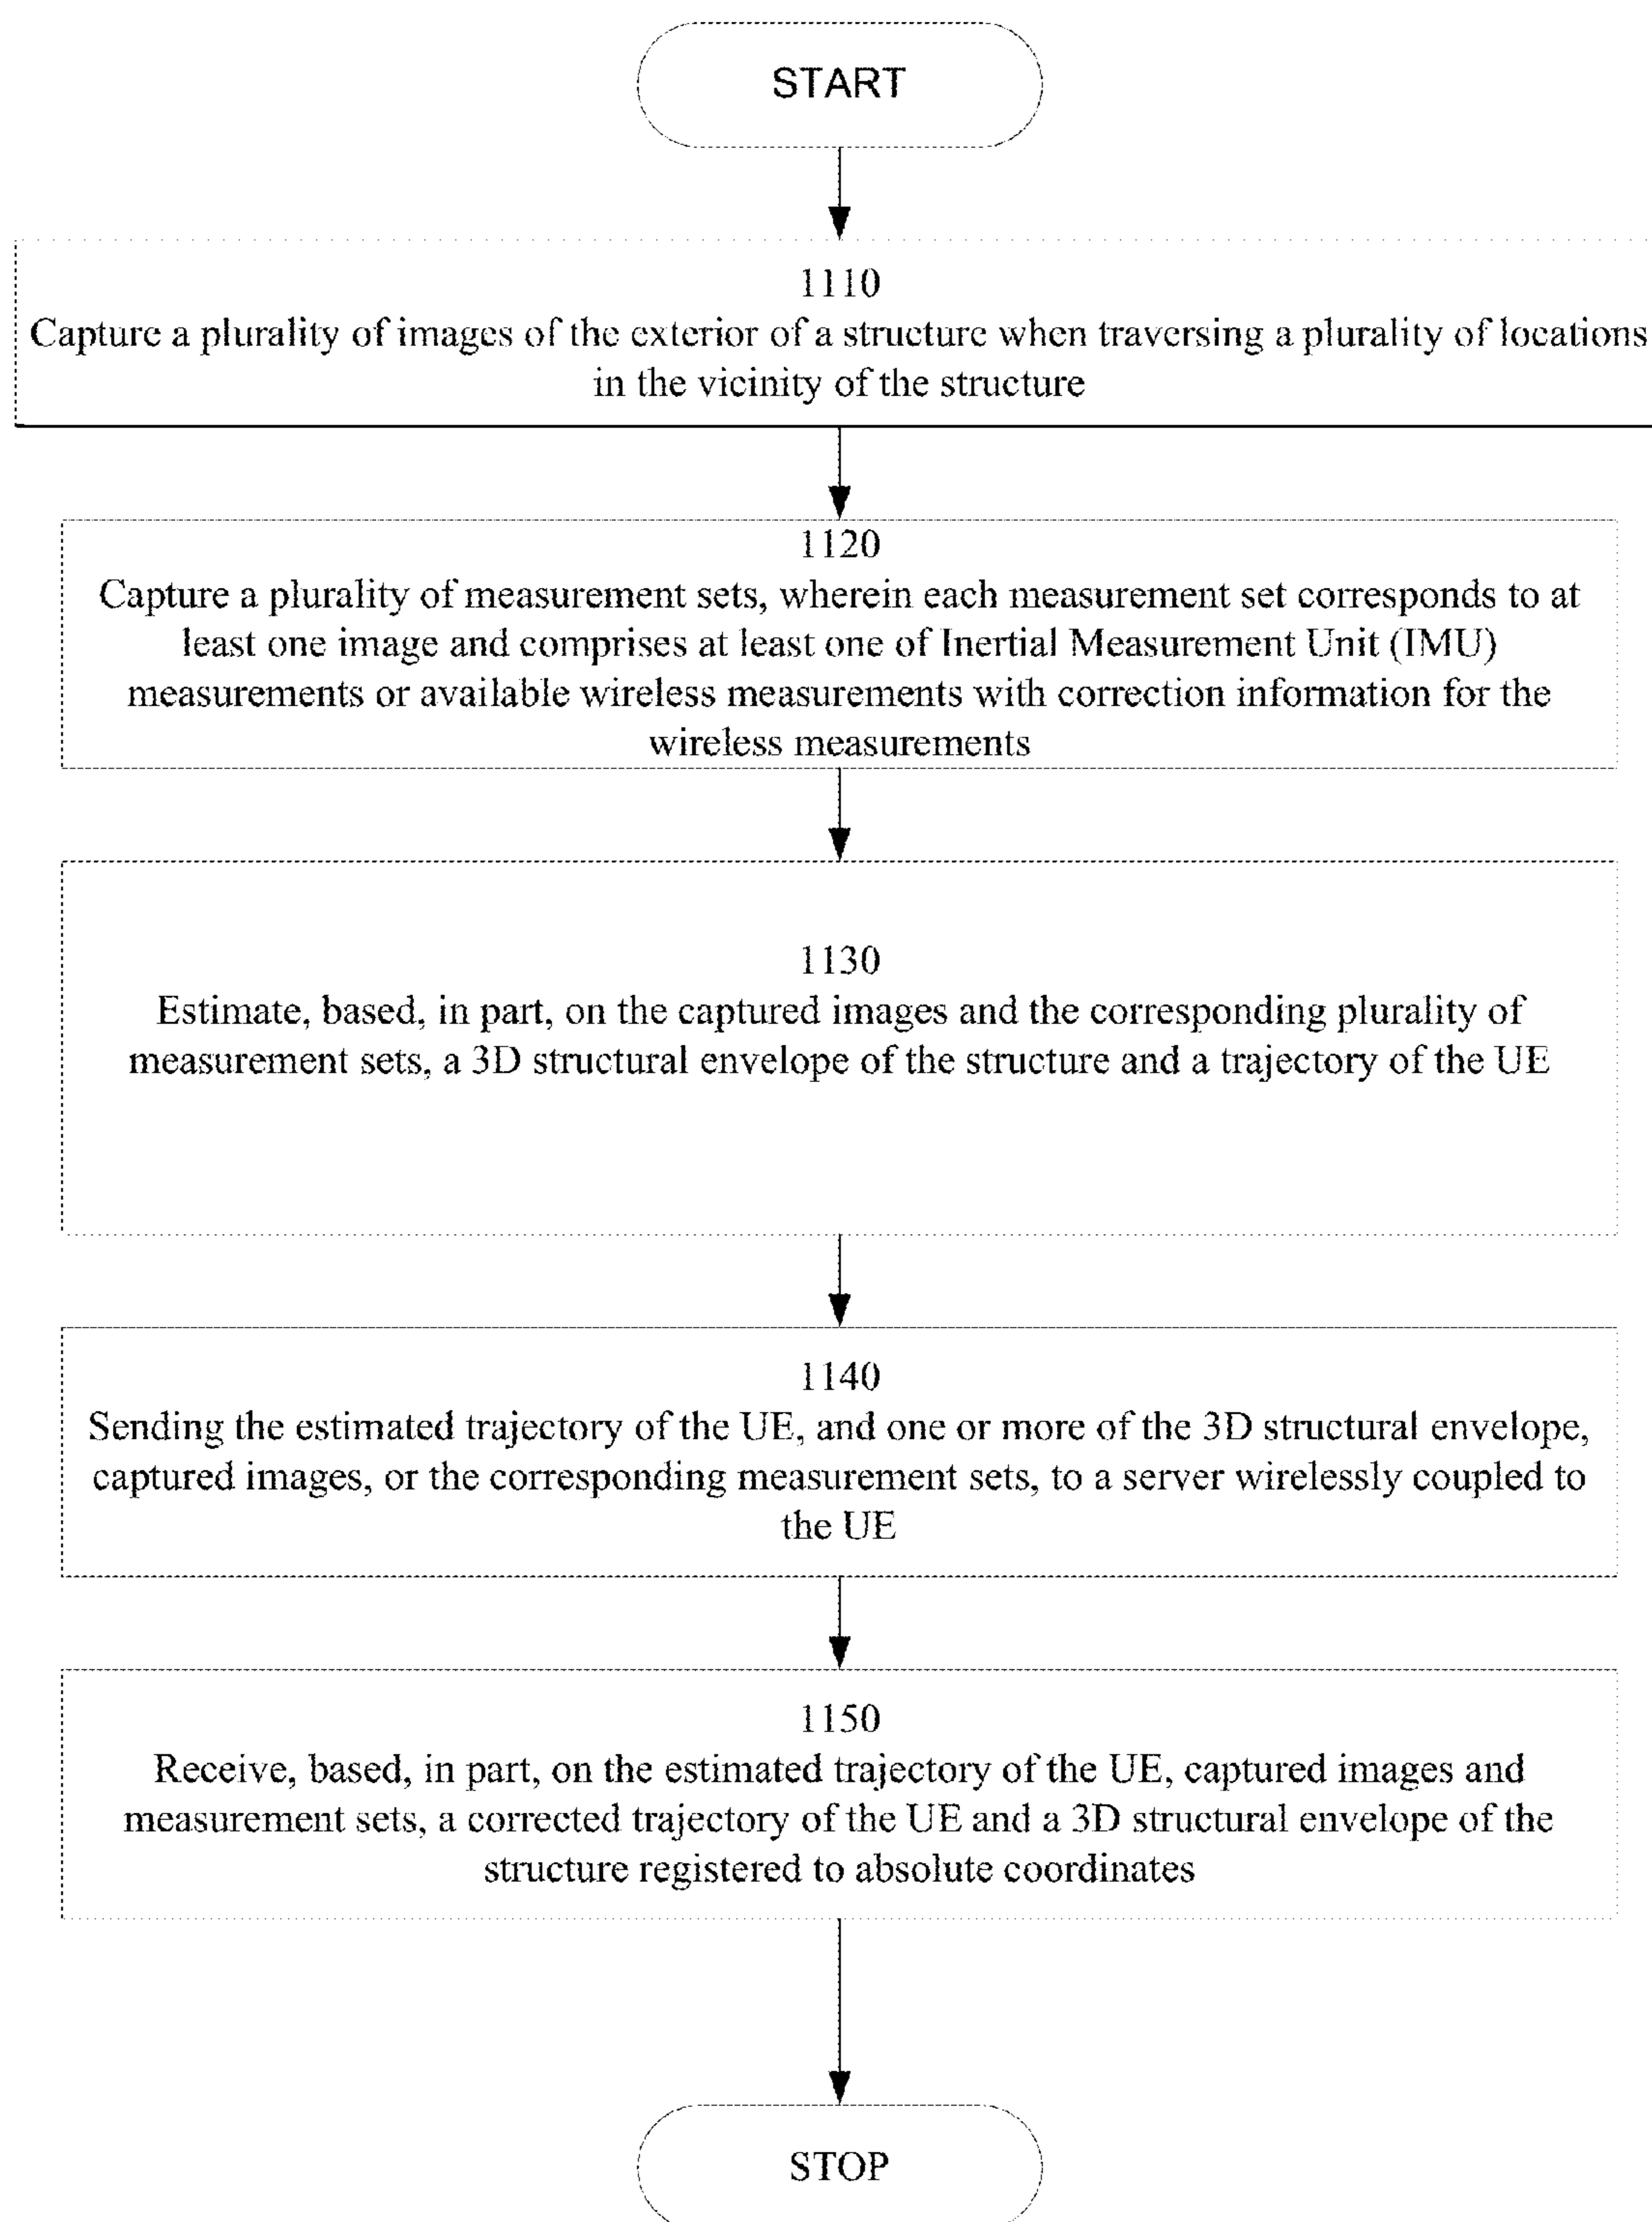 START
1110
Capture a plurality of images of the exterior of a structure when traversing a plurality of locations
in the vicinity of the structure
1120
Capture a plurality of measurement sets, wherein each measurement set corresponds to at
least one image and comprises at least one of Inertial Measurement Unit (IMU)
measurements or available wireless measurements with correction information for the
wireless measurements
1130
Estimate, based, in part, on the captured images and the corresponding plurality of
measurement sets, a 3D structural envelope of the structure and a trajectory of the UE
1140
Sending the estimated trajectory of the UE, and one or more of the 3D structural envelope,
captured images, or the corresponding measurement sets, to a server wirelessly coupled to
the UE
1150
Receive, based, in part, on the estimated trajectory of the UE, captured images and
measurement sets, a corrected trajectory of the UE and a 3D structural envelope of the
structure registered to absolute coordinates
STOP